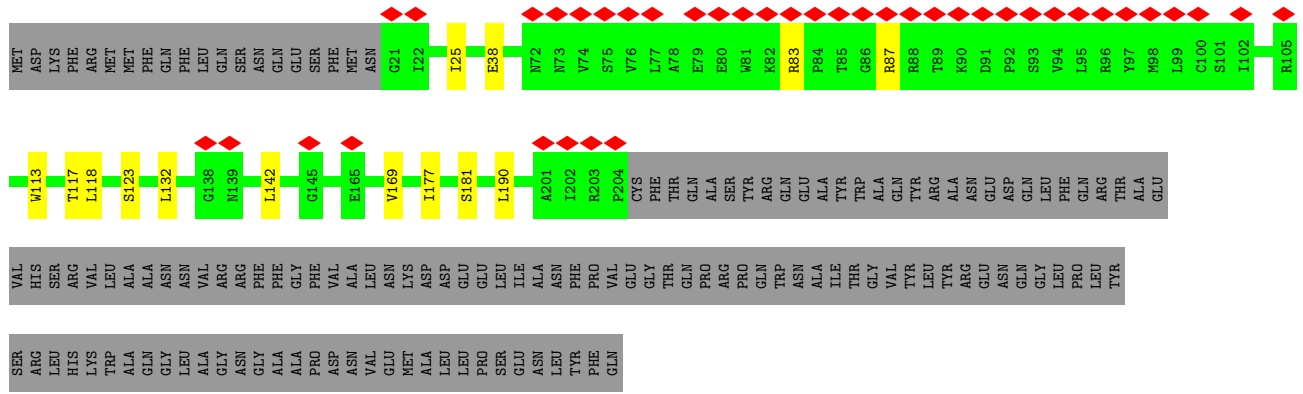 MET ASP LYS PHE ARG MET MET PHE GLN PHE LEU GLN SER ASN GLN GLU SER PHE MET ASN G21 I22 I25 E38 N72 N73 V74 S75 V76 L77 A78 E79 E80 W81 K82 R83 P84 T85 G86 R87 R88 T89 K90 D91 P92 S93 V94 L95 R96 Y97 M98 L99 C100 S101 I102 R105
W113 T117 L118 S123 L132 G138 N139 L142 G145 E165 V169 I177 S181 L190 A201 I202 R203 P204 CYS PHE THR GLN ALA SER TYR ARG GLN GLU ALA TYR TRP ALA GLN TYR ARG ALA ASN GLU ASP GLN LEU PHE GLN ARG THR ALA GLU
VAL HIS SER ARG VAL LEU ALA ALA ASN ASN VAL ARG ARG PHE PHE GLY PHE VAL ALA LEU ASN LYS ASP ASP GLU GLU LEU ILE ALA ASN PHE PRO VAL GLU GLY THR GLN PRO ARG PRO GLN TRP ASN ALA ILE THR GLY VAL TYR LEU TYR ARG GLU ASN GLN GLY LEU PRO LEU TYR
SER ARG LEU HIS LYS TRP ALA GLN GLY LEU ALA GLY ASN GLY ALA ALA PRO ASP ASN VAL GLU MET ALA LEU LEU PRO SER GLU ASN LEU TYR PHE GLN